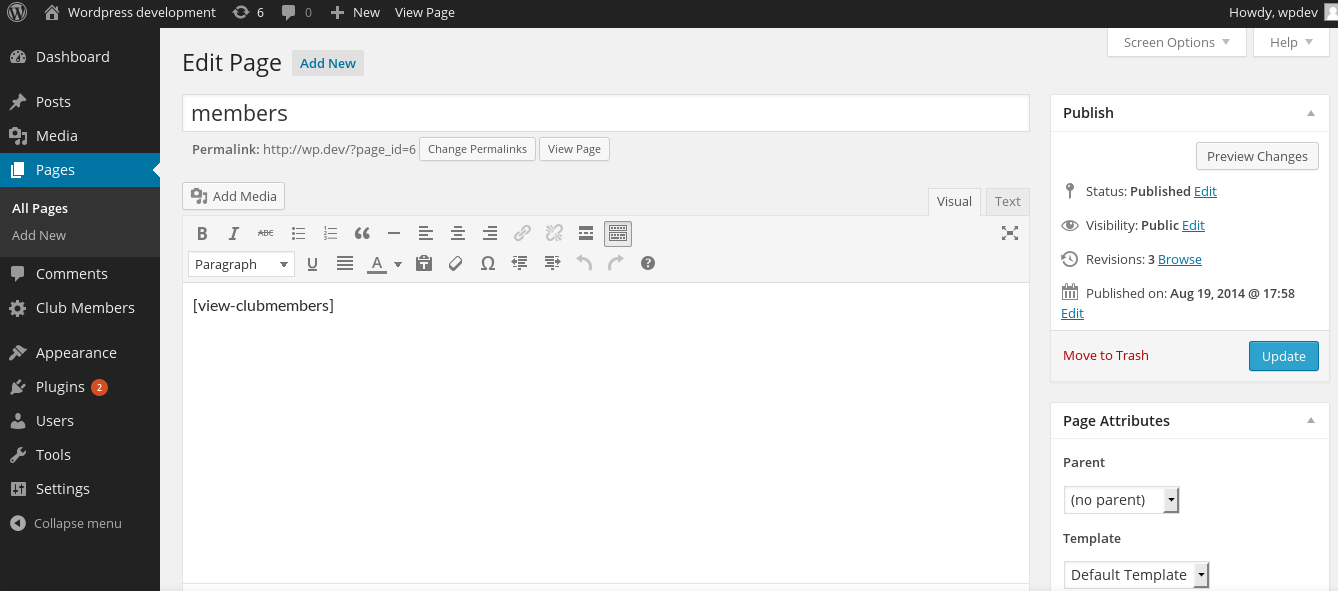 Wordpress development 6 0 New View Page Howdy, wpdev
Dashboard
Posts
Media
Pages
All Pages
Add New
Comments
Club Members
Appearance
Plugins 2
Users
Tools
Settings
Collapse menu
Screen Options Help
Edit Page Add New
members
Permalink: http://wp.dev/?page_id=6 Change Permalinks View Page
Add Media
Visual Text
B I ABC
Paragraph U A Ω ?
[view-clubmembers]
Publish
Preview Changes
Status: Published Edit
Visibility: Public Edit
Revisions: 3 Browse
Published on: Aug 19, 2014 @ 17:58
Edit
Move to Trash Update
Page Attributes
Parent
(no parent)
Template
Default Template